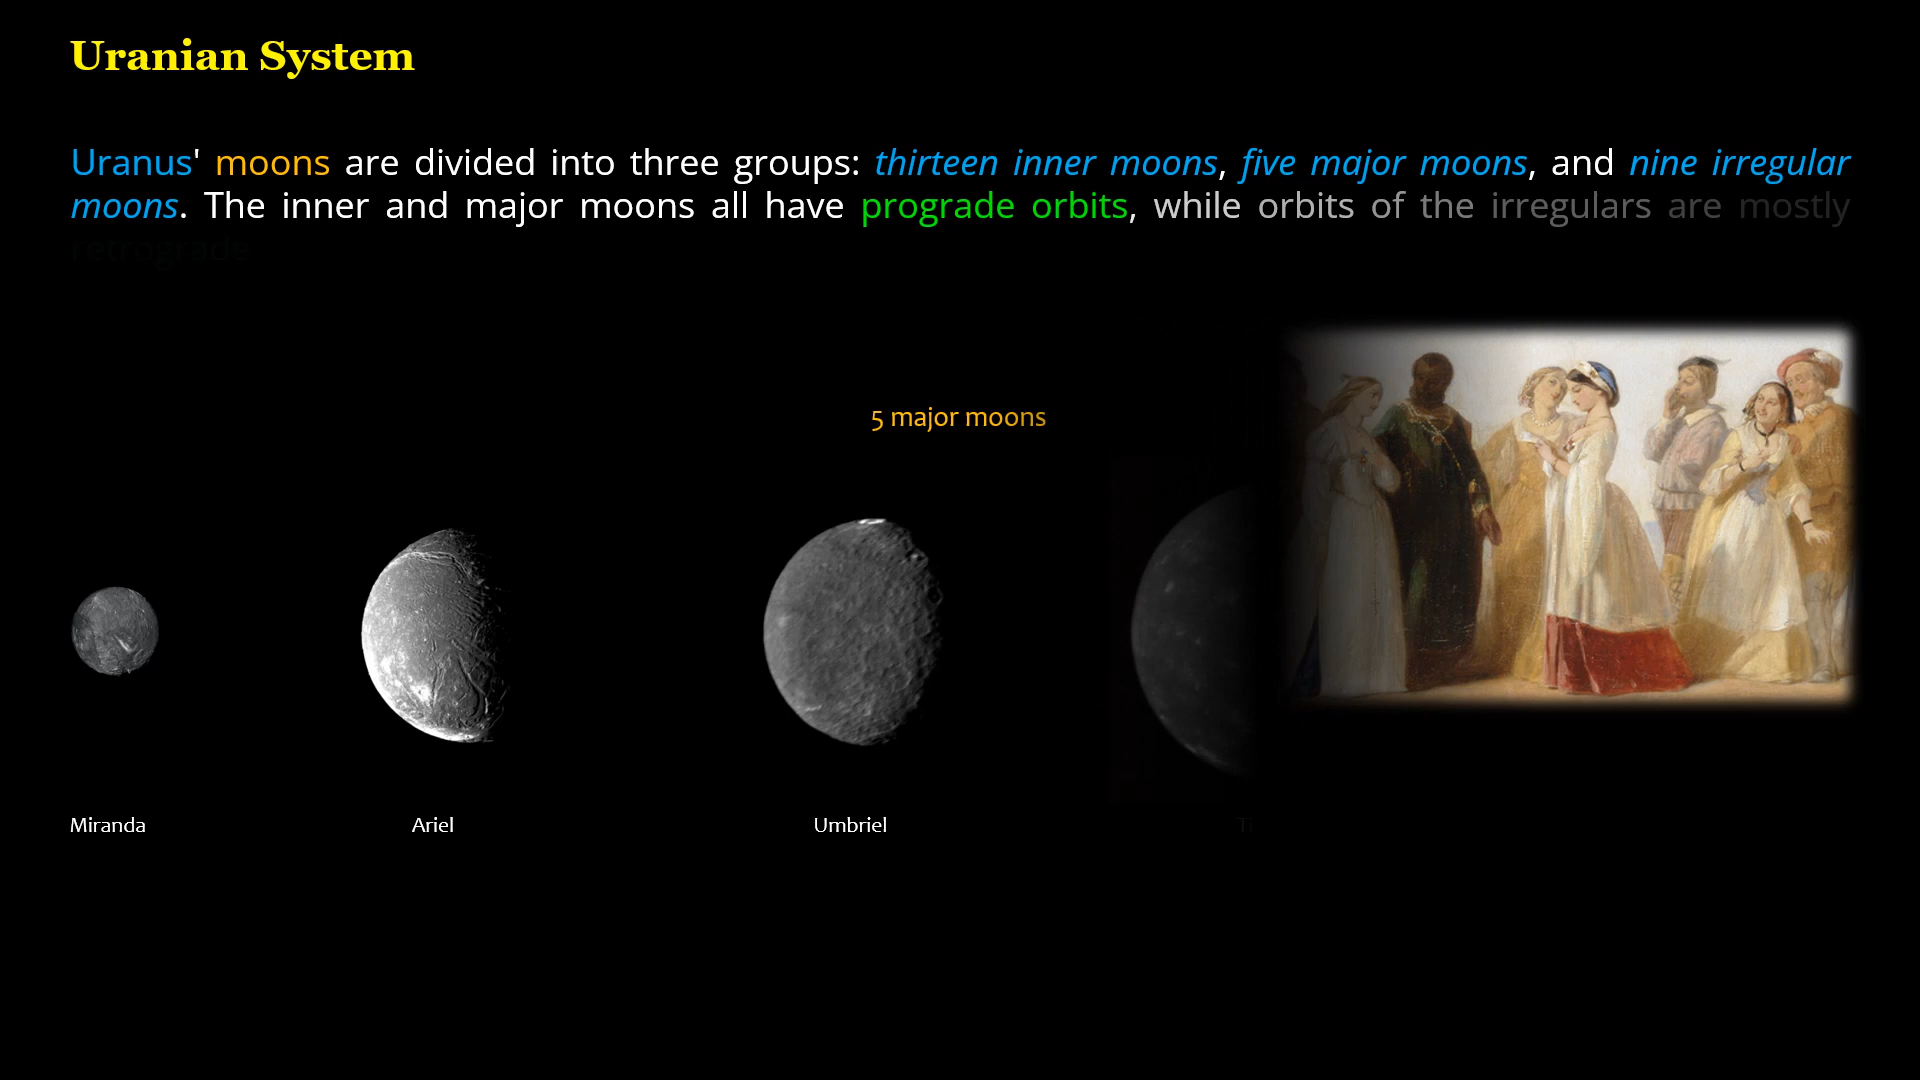 Uranian System
Uranus' moons are divided into three groups: thirteen inner moons, five major moons, and nine irregular
moons. The inner and major moons all have prograde orbits, while orbits of the irregulars are mostly
retrograde
5 major moons
Miranda Ariel Umbriel Ti